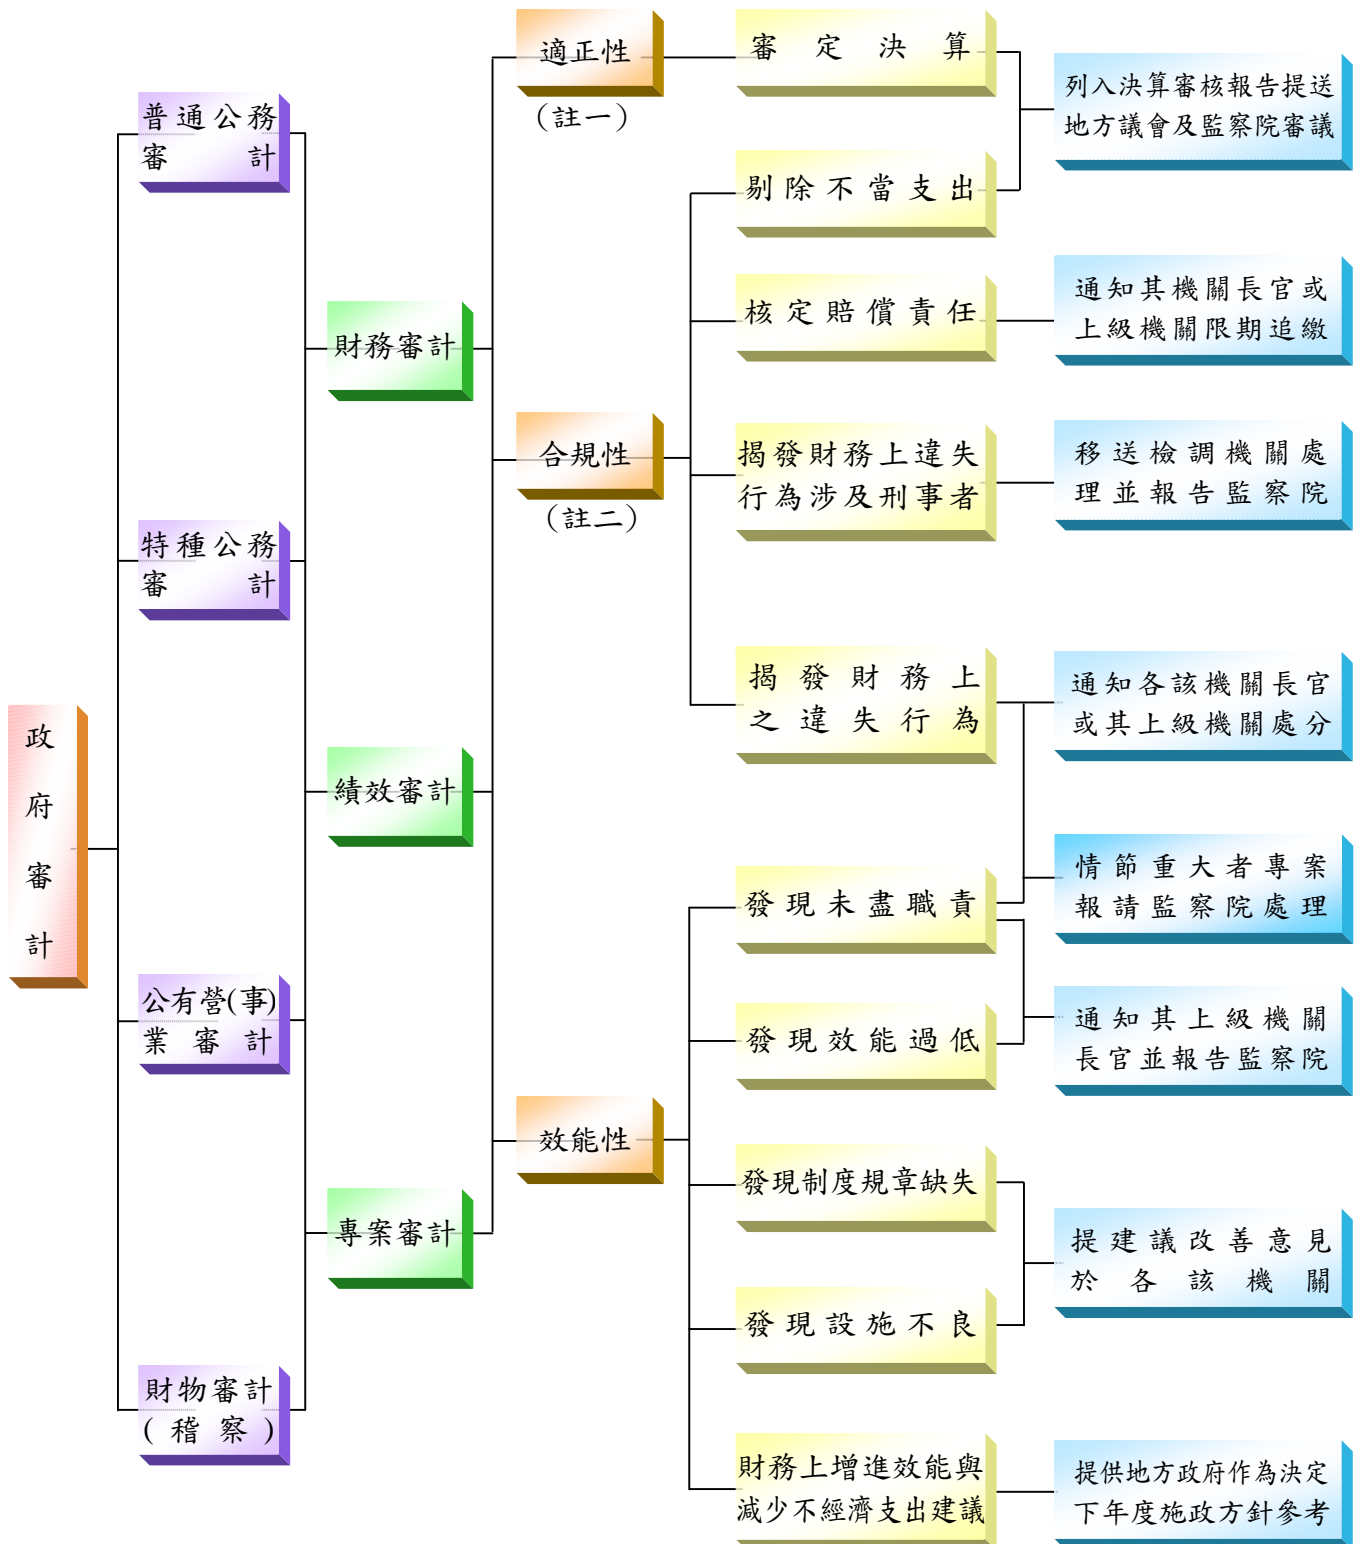 政
府
審
計
普通公務
審計
特種公務
審計
公有營(事)
業審計
財物審計
(稽察)
財務審計
績效審計
專案審計
適正性
(註一)
合規性
(註二)
效能性
審定決算
剔除不當支出
核定賠償責任
揭發財務上違失
行為涉及刑事者
揭發財務上
之違失行為
發現未盡職責
發現效能過低
發現制度規章缺失
發現設施不良
財務上增進效能與
減少不經濟支出建議
列入決算審核報告提送
地方議會及監察院審議
通知其機關長官或
上級機關限期追繳
移送檢調機關處
理並報告監察院
通知各該機關長官
或其上級機關處分
情節重大者專案
報請監察院處理
通知其上級機關
長官並報告監察院
提建議改善意見
於各該機關
提供地方政府作為決定
下年度施政方針參考